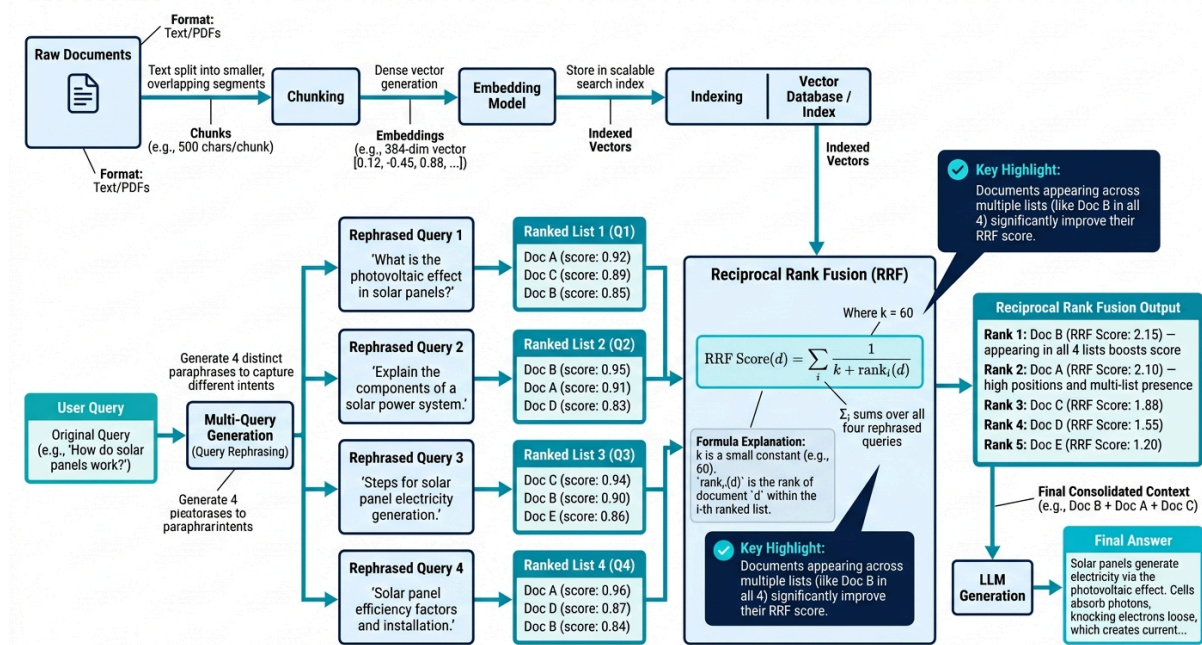 Format:
Text/PDFs
Raw Documents
Text split into smaller,
overlapping segments
Chunks
(e.g., 500 chars/chunk)
Format:
Text/PDFs
Chunking
Dense vector
generation
Embeddings
(e.g., 384-dim vector
[0.12, -0.45, 0.88, ...])
Embedding
Model
Store in scalable
search index
Indexed
Vectors
Indexing
Vector
Database /
Index
Indexed
Vectors
Key Highlight:
Documents appearing across
multiple lists (like Doc B in all
4) significantly improve their
RRF score.
User Query
Original Query
(e.g., 'How do solar
panels work?')
Generate 4 distinct
paraphrases to capture
different intents
Multi-Query
Generation
(Query Rephrasing)
Generate 4
pieatorases to
paphrarintents
Rephrased Query 1
'What is the
photovoltaic effect
in solar panels?'
Ranked List 1 (Q1)
Doc A (score: 0.92)
Doc C (score: 0.89)
Doc B (score: 0.85)
Rephrased Query 2
'Explain the
components of a
solar power system.'
Ranked List 2 (Q2)
Doc B (score: 0.95)
Doc A (score: 0.91)
Doc D (score: 0.83)
Rephrased Query 3
'Steps for solar
panel electricity
generation.'
Ranked List 3 (Q3)
Doc C (score: 0.94)
Doc B (score: 0.90)
Doc E (score: 0.86)
Rephrased Query 4
'Solar panel
efficiency factors
and installation.'
Ranked List 4 (Q4)
Doc A (score: 0.96)
Doc D (score: 0.87)
Doc B (score: 0.84)
Reciprocal Rank Fusion (RRF)
Where k = 60
RRF Score(d) = ∑i 1 / (k + rank_i(d))
Σi sums over all
four rephrased
queries
Formula Explanation:
k is a small constant (e.g.,
60).
`rank,.(d)` is the rank of
document `d` within the
i-th ranked list.
Key Highlight:
Documents appearing across
multiple lists (ïke Doc B in
all 4) significantly improve
their RRF score.
Reciprocal Rank Fusion Output
Rank 1: Doc B (RRF Score: 2.15) —
appearing in all 4 lists boosts score
Rank 2: Doc A (RRF Score: 2.10) —
high positions and multi-list presence
Rank 3: Doc C (RRF Score: 1.88)
Rank 4: Doc D (RRF Score: 1.55)
Rank 5: Doc E (RRF Score: 1.20)
Final Consolidated Context
(e.g., Doc B + Doc A + Doc C)
LLM
Generation
Final Answer
Solar panels generate
electricity via the
photovoltaic effect. Cells
absorb photons,
knocking electrons loose,
which creates current...